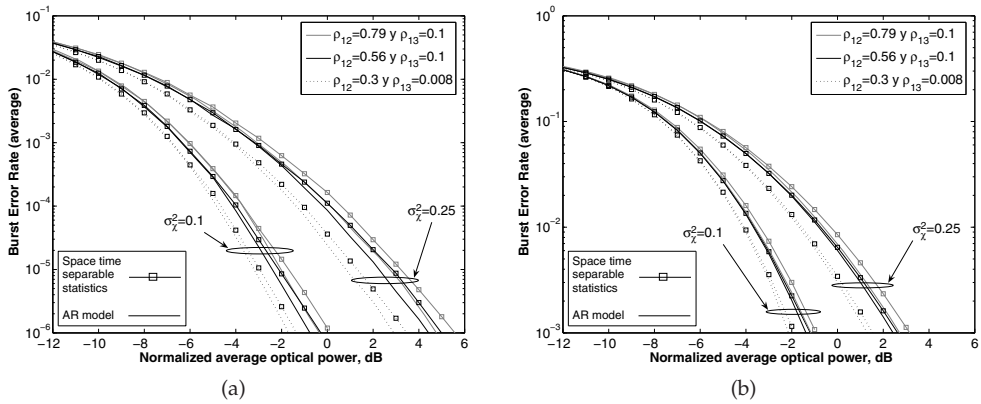 Burst Error Rate (average)
10⁻¹
10⁻²
10⁻³
10⁻⁴
10⁻⁵
10⁻⁶
ρ₁₂=0.79 y ρ₁₃=0.1
ρ₁₂=0.56 y ρ₁₃=0.1
ρ₁₂=0.3 y ρ₁₃=0.008
σ²χ=0.1
σ²χ=0.25
Space time
separable
statistics
AR model
−12 −10 −8 −6 −4 −2 0 2 4 6
Normalized average optical power, dB
(a)
Burst Error Rate (average)
10⁰
10⁻¹
10⁻²
10⁻³
ρ₁₂=0.79 y ρ₁₃=0.1
ρ₁₂=0.56 y ρ₁₃=0.1
ρ₁₂=0.3 y ρ₁₃=0.008
σ²χ=0.25
σ²χ=0.1
Space time
separable
statistics
AR model
−12 −10 −8 −6 −4 −2 0 2 4 6
Normalized average optical power, dB
(b)